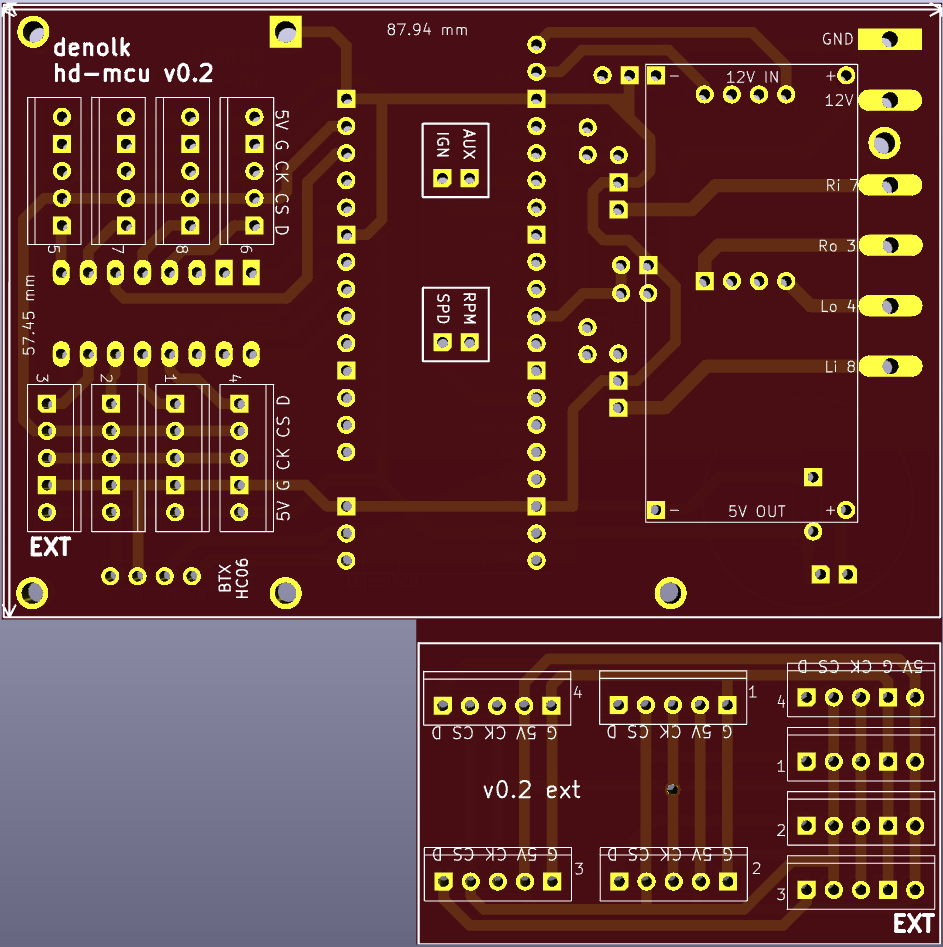 87.94 mm
denolk
hd-mcu v0.2
GND
12V IN
- +
12V
5V G CK CS D
IGN AUX
Ri 7
Ro 3
5 7 8 6
57.45 mm
SPD RPM
Lo 4
Li 8
3 2 1 4
5V G CK CS D
5V OUT
- +
EXT
BTX
HC06
5V G CK CS D
4
1
4
D CS CK 5V G
D CS CK 5V G
1
v0.2 ext
2
D CS CK 5V G
D CS CK 5V G
3
2
3
EXT